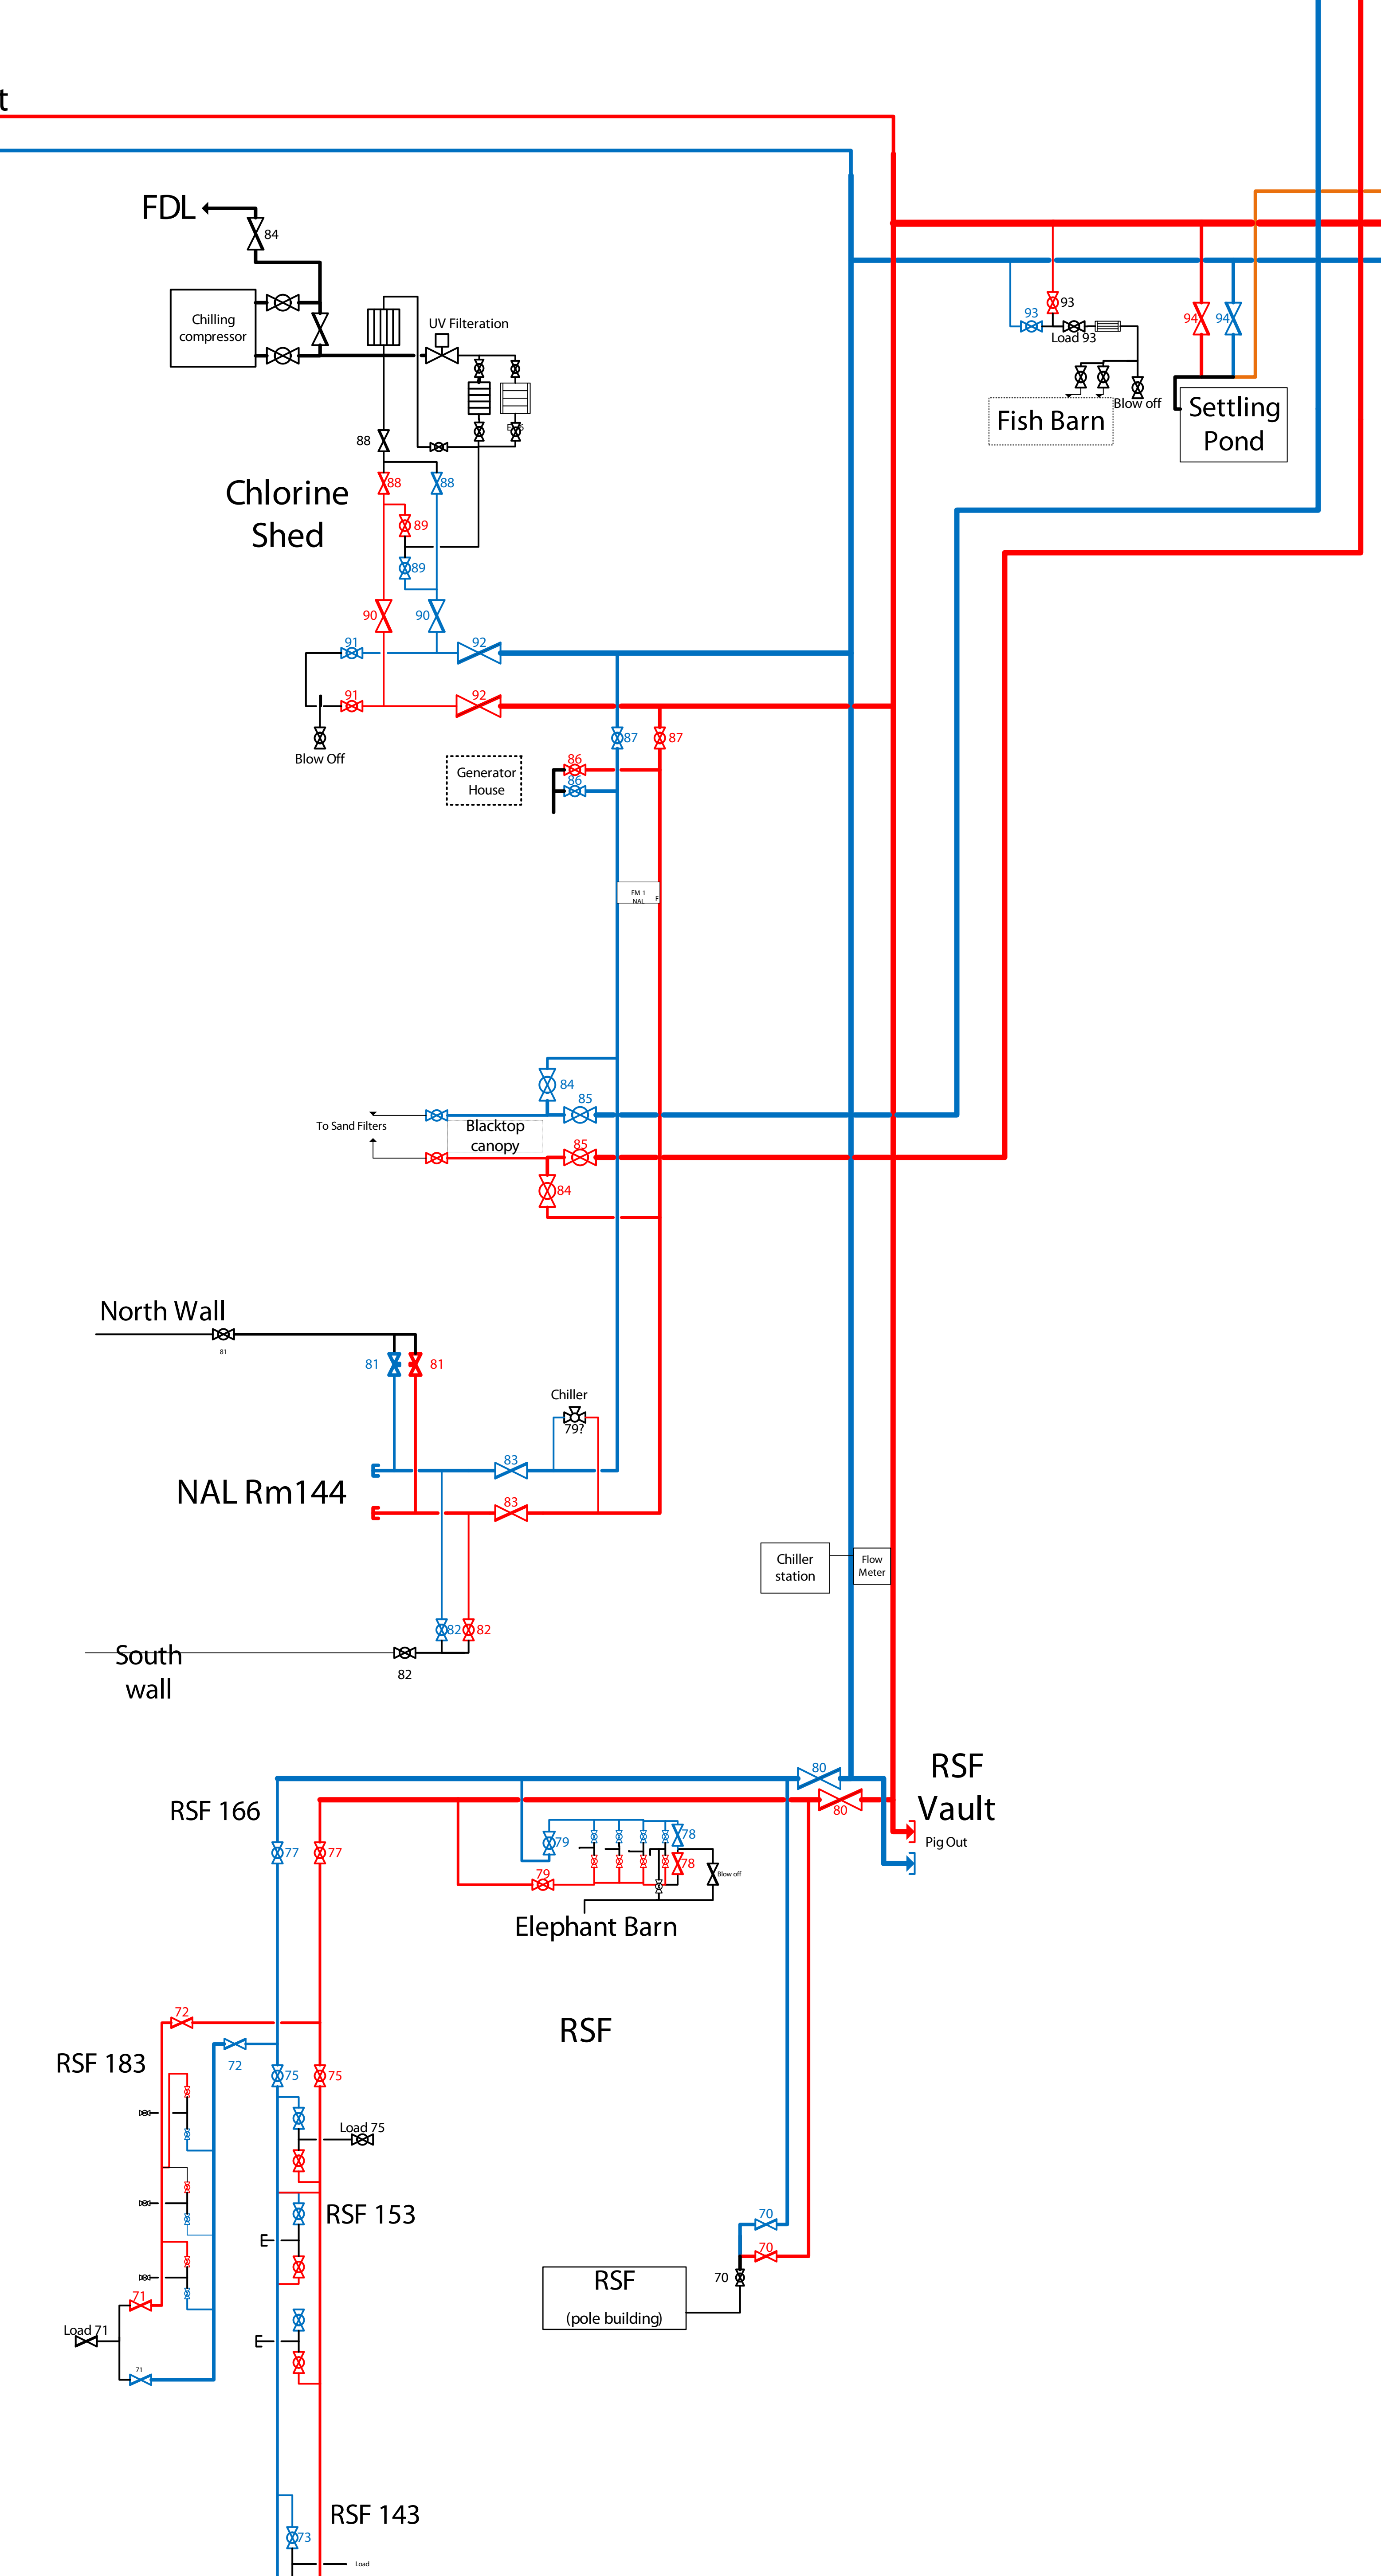 t
FDL
84
Chilling
compressor
UV Filteration
93
93
Load 93
94
94
Blow off
Fish Barn
Settling
Pond
88
88
88
Chlorine
Shed
89
89
90
90
91
92
91
92
Blow Off
87
87
Generator
House
86
86
FM 1
NAL
F
84
85
To Sand Filters
Blacktop
canopy
85
84
North Wall
81
81
81
Chiller
79?
83
NAL Rm144
83
Chiller
station
Flow
Meter
82
82
South
wall
82
RSF
Vault
Pig Out
80
80
RSF 166
77
77
79
78
79
78
Blow off
Elephant Barn
72
RSF
RSF 183
72
75
75
Load 75
RSF 153
70
70
70
RSF
(pole building)
71
Load 71
71
RSF 143
73
Load